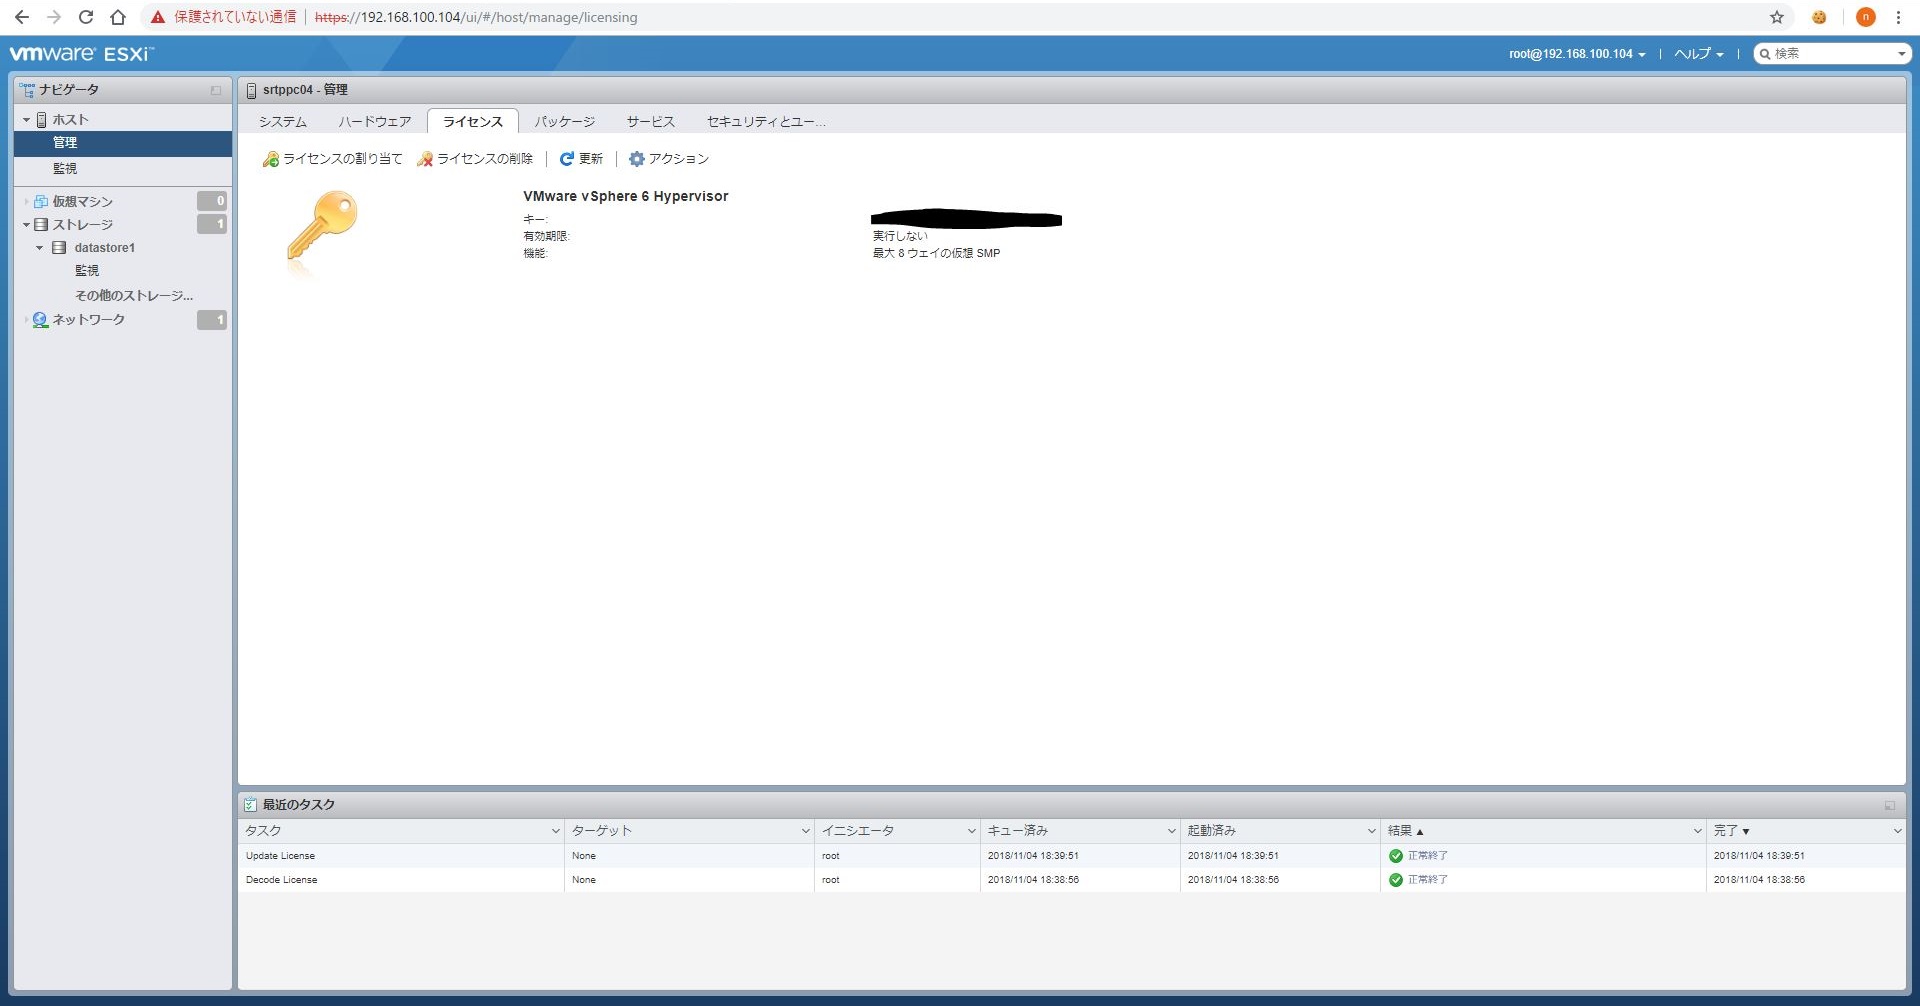 保護されていない通信 https://192.168.100.104/ui/#/host/manage/licensing
n
vmware ESXi™
root@192.168.100.104 | ヘルプ | 検索
ナビゲータ
ホスト
管理
監視
仮想マシン 0
ストレージ 1
datastore1
監視
その他のストレージ...
ネットワーク 1
srtppc04 - 管理
システム ハードウェア ライセンス パッケージ サービス セキュリティとユー...
ライセンスの割り当て ライセンスの削除 | 更新 | アクション
VMware vSphere 6 Hypervisor
キー:
有効期限: 実行しない
機能: 最大 8 ウェイの仮想 SMP
最近のタスク
タスク ターゲット イニシエータ キュー済み 起動済み 結果 ▲ 完了 ▼
Update License None root 2018/11/04 18:39:51 2018/11/04 18:39:51 正常終了 2018/11/04 18:39:51
Decode License None root 2018/11/04 18:38:56 2018/11/04 18:38:56 正常終了 2018/11/04 18:38:56